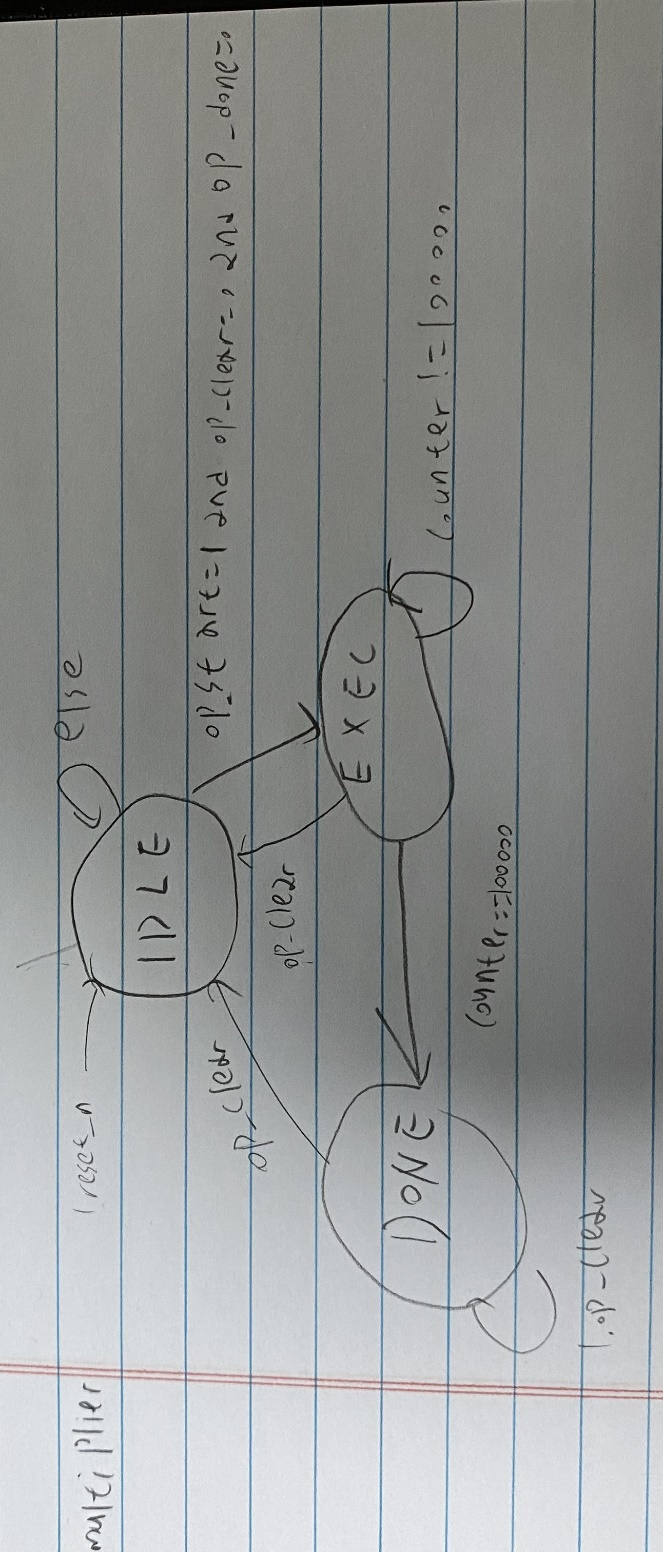 multiplier
!reset_n
else
IDLE
op_start=1 and op_clear=0 and op_done=0
op_clear
op_clear
EXEC
counter!=100000
DONE
counter==100000
!op_clear